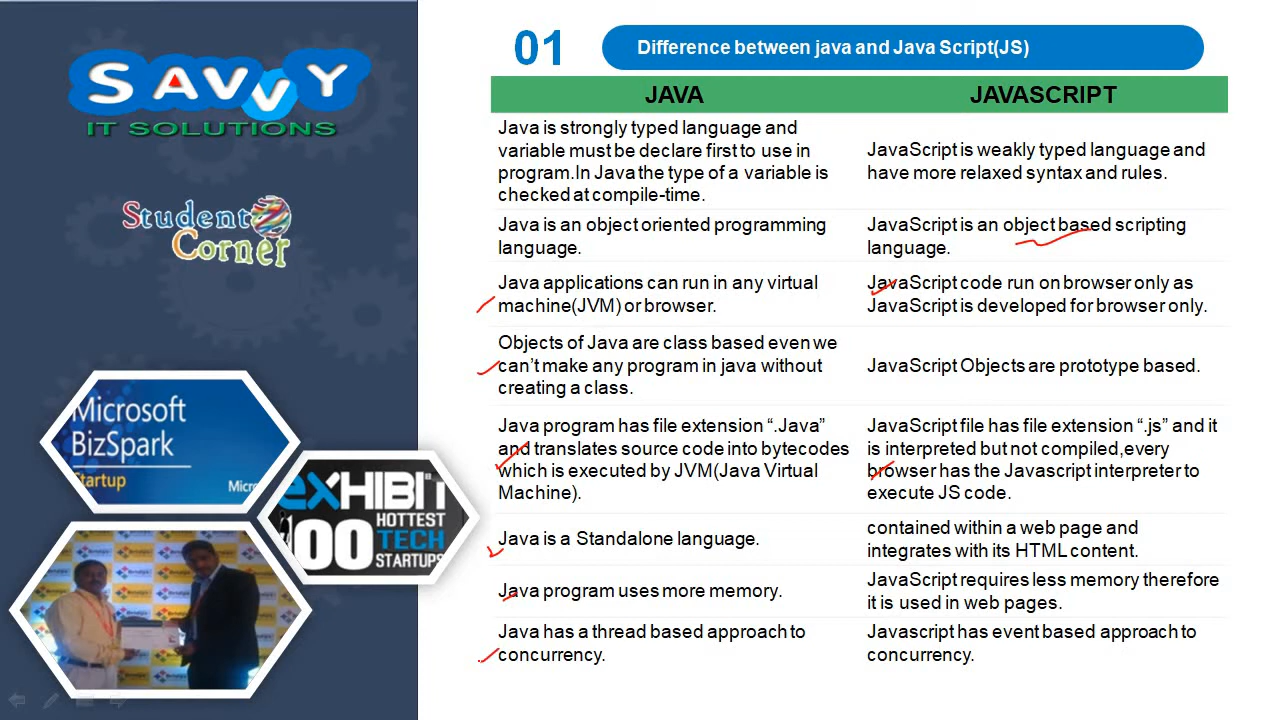 SAVVY
IT SOLUTIONS
Student
Corner
Microsoft
BizSpark
Startup
Micro
eXHIBIT
100
HOTTEST
TECH
STARTUPS
01
Difference between java and Java Script(JS)
JAVA
JAVASCRIPT
Java is strongly typed language and
variable must be declare first to use in
program.In Java the type of a variable is
checked at compile-time.
JavaScript is weakly typed language and
have more relaxed syntax and rules.
Java is an object oriented programming
language.
JavaScript is an object based scripting
language.
Java applications can run in any virtual
machine(JVM) or browser.
JavaScript code run on browser only as
JavaScript is developed for browser only.
Objects of Java are class based even we
can’t make any program in java without
creating a class.
JavaScript Objects are prototype based.
Java program has file extension “.Java”
and translates source code into bytecodes
which is executed by JVM(Java Virtual
Machine).
JavaScript file has file extension “.js” and it
is interpreted but not compiled,every
browser has the Javascript interpreter to
execute JS code.
Java is a Standalone language.
contained within a web page and
integrates with its HTML content.
Java program uses more memory.
JavaScript requires less memory therefore
it is used in web pages.
Java has a thread based approach to
concurrency.
Javascript has event based approach to
concurrency.